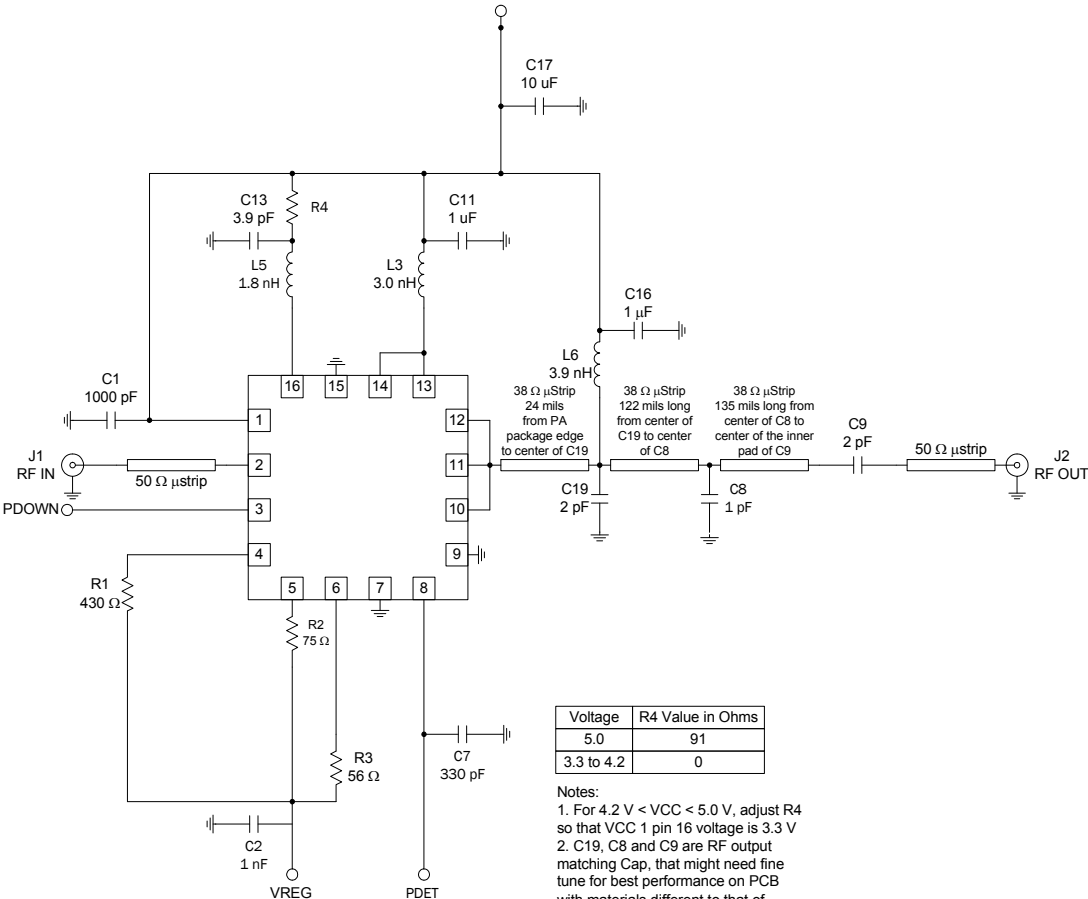 C17
10 uF
C13
3.9 pF
R4
C11
1 uF
L5
1.8 nH
L3
3.0 nH
C16
1 μF
L6
3.9 nH
C1
1000 pF
16
15
14
13
1
2
3
4
12
11
10
9
5
6
7
8
J1
RF IN
50 Ω μstrip
PDOWN
38 Ω μStrip
24 mils
from PA
package edge
to center of C19
38 Ω μStrip
122 mils long
from center of
C19 to center
of C8
38 Ω μStrip
135 mils long from
center of C8 to
center of the inner
pad of C9
C9
2 pF
50 Ω μstrip
J2
RF OUT
C19
2 pF
C8
1 pF
R1
430 Ω
R2
75 Ω
R3
56 Ω
C7
330 pF
C2
1 nF
VREG
PDET
Voltage R4 Value in Ohms
5.0 91
3.3 to 4.2 0
Notes:
1. For 4.2 V < VCC < 5.0 V, adjust R4
so that VCC 1 pin 16 voltage is 3.3 V
2. C19, C8 and C9 are RF output
matching Cap, that might need fine
tune for best performance on PCB
with materials different to that of